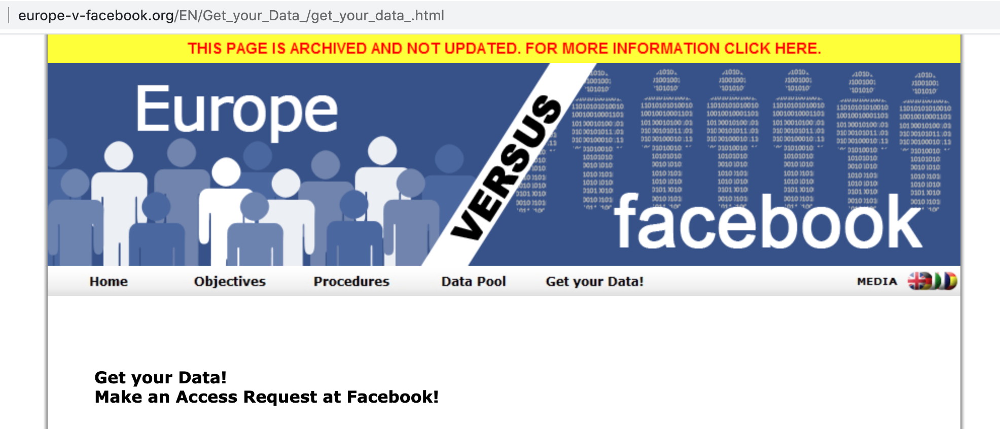 europe-v-facebook.org/EN/Get_your_Data_/get_your_data_.html
THIS PAGE IS ARCHIVED AND NOT UPDATED. FOR MORE INFORMATION CLICK HERE.
Europe
VERSUS
facebook
Home Objectives Procedures Data Pool Get your Data! MEDIA
Get your Data!
Make an Access Request at Facebook!